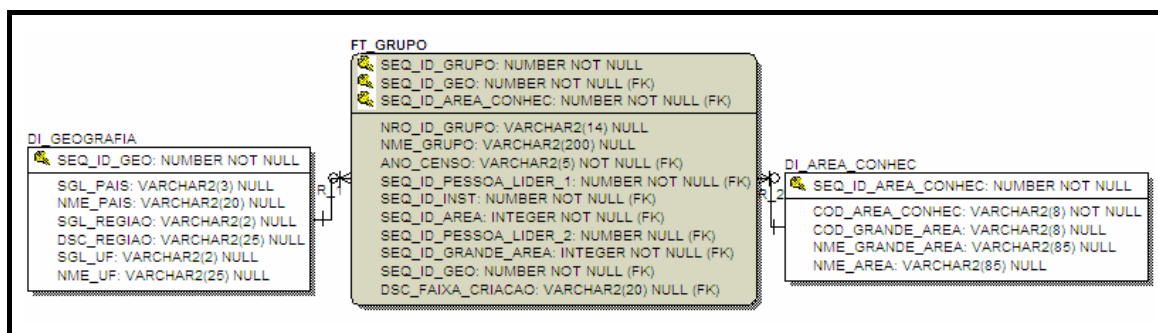 FT_GRUPO
SEQ_ID_GRUPO: NUMBER NOT NULL
SEQ_ID_GEO: NUMBER NOT NULL (FK)
SEQ_ID_AREA_CONHEC: NUMBER NOT NULL (FK)
NRO_ID_GRUPO: VARCHAR2(14) NULL
NME_GRUPO: VARCHAR2(200) NULL
ANO_CENSO: VARCHAR2(5) NOT NULL (FK)
SEQ_ID_PESSOA_LIDER_1: NUMBER NOT NULL (FK)
SEQ_ID_INST: NUMBER NOT NULL (FK)
SEQ_ID_AREA: INTEGER NOT NULL (FK)
SEQ_ID_PESSOA_LIDER_2: NUMBER NULL (FK)
SEQ_ID_GRANDE_AREA: INTEGER NOT NULL (FK)
SEQ_ID_GEO: NUMBER NOT NULL (FK)
DSC_FAIXA_CRIACAO: VARCHAR2(20) NULL (FK)
DI_GEOGRAFIA
SEQ_ID_GEO: NUMBER NOT NULL
SGL_PAIS: VARCHAR2(3) NULL
NME_PAIS: VARCHAR2(20) NULL
SGL_REGIAO: VARCHAR2(2) NULL
DSC_REGIAO: VARCHAR2(25) NULL
SGL_UF: VARCHAR2(2) NULL
NME_UF: VARCHAR2(25) NULL
R_1
R_2
DI_AREA_CONHEC
SEQ_ID_AREA_CONHEC: NUMBER NOT NULL
COD_AREA_CONHEC: VARCHAR2(8) NOT NULL
COD_GRANDE_AREA: VARCHAR2(8) NULL
NME_GRANDE_AREA: VARCHAR2(85) NULL
NME_AREA: VARCHAR2(85) NULL